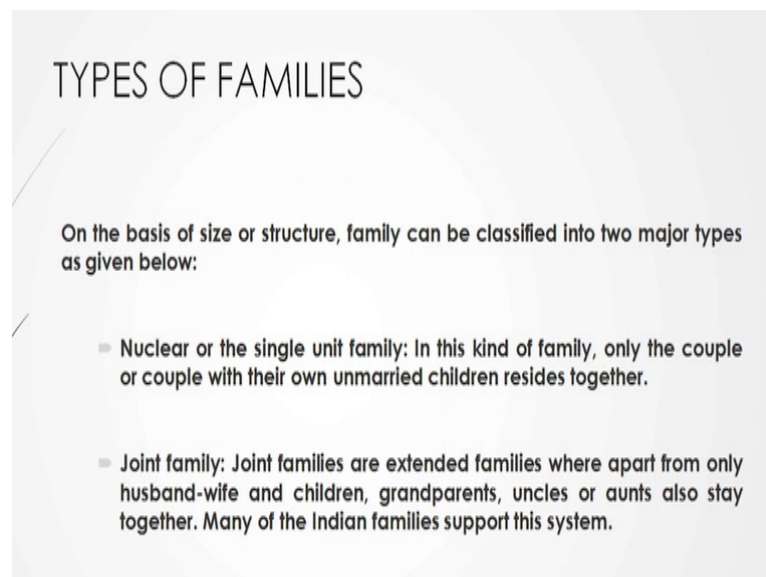 TYPES OF FAMILIES
On the basis of size or structure, family can be classified into two major types
as given below:
Nuclear or the single unit family: In this kind of family, only the couple
or couple with their own unmarried children resides together.
Joint family: Joint families are extended families where apart from only
husband-wife and children, grandparents, uncles or aunts also stay
together. Many of the Indian families support this system.